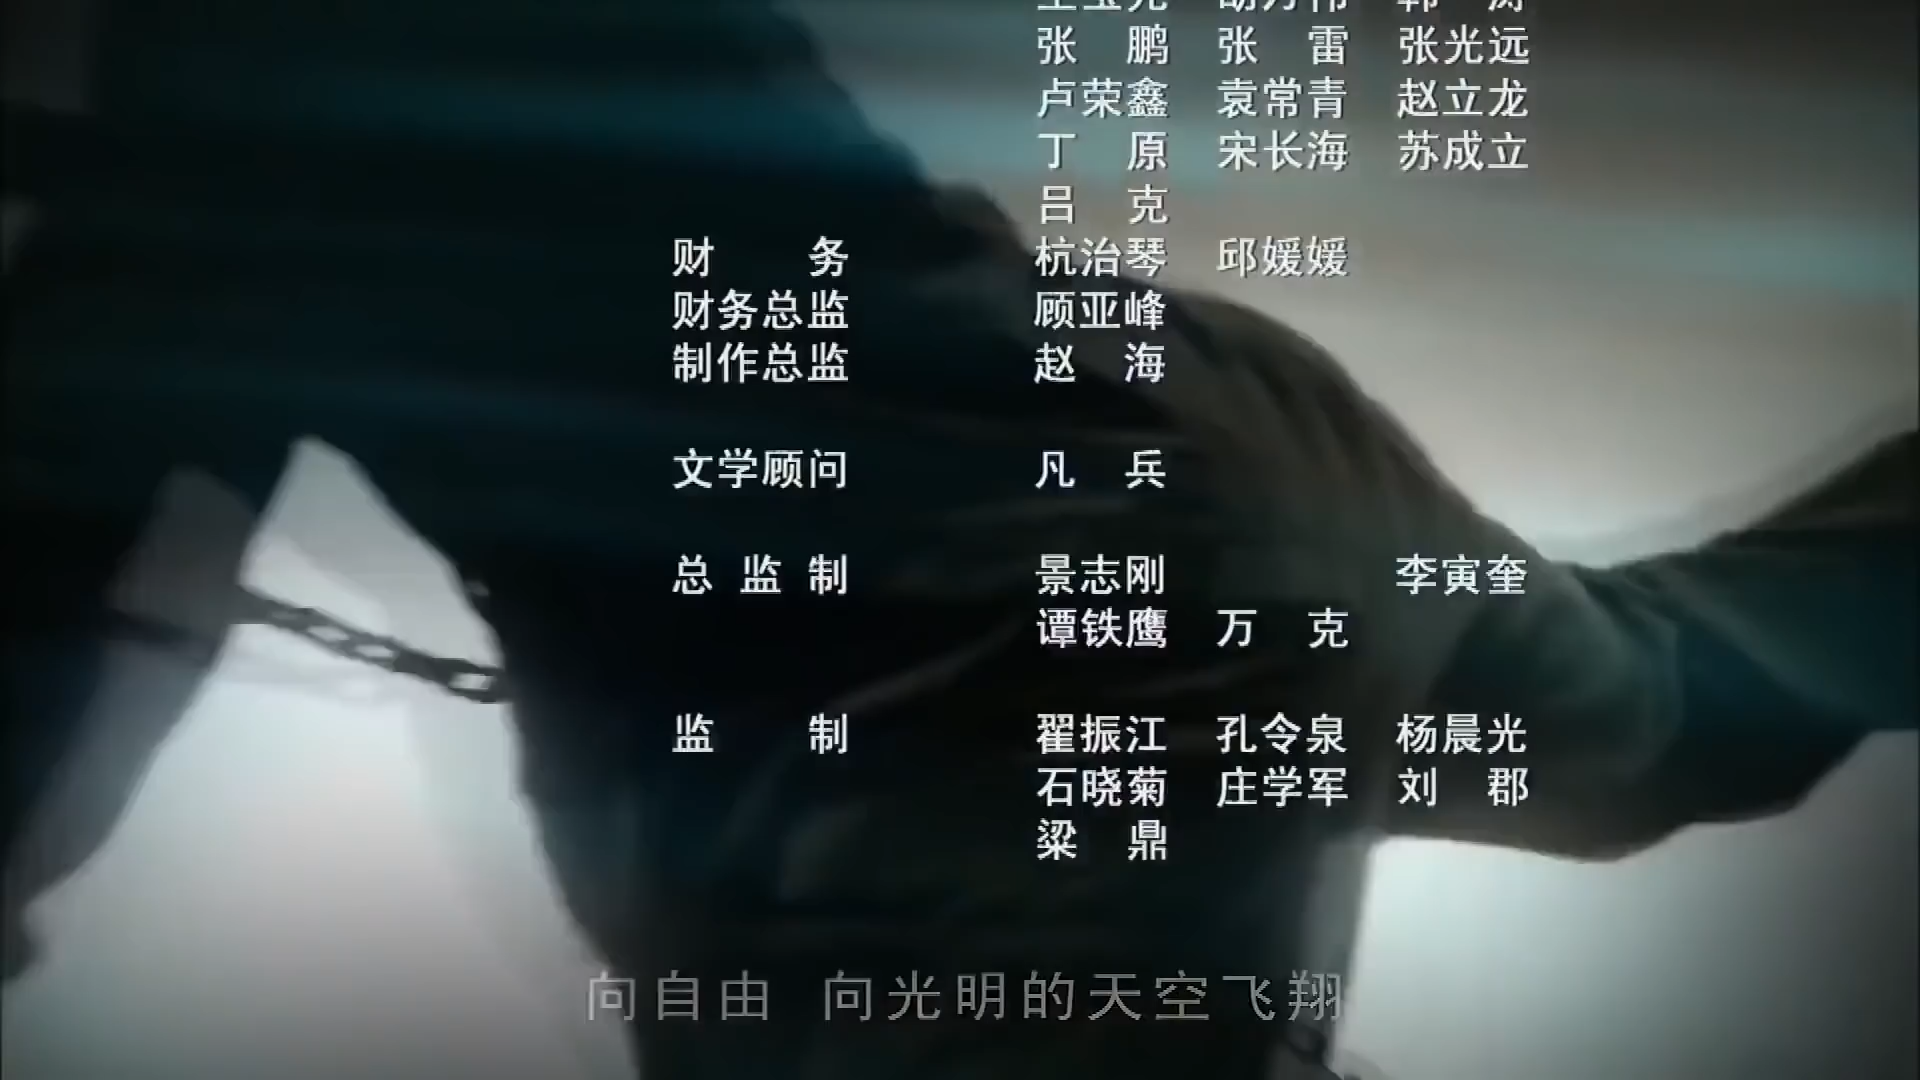 张 鹏 张 雷 张光远
卢荣鑫 袁常青 赵立龙
丁 原 宋长海 苏成立
吕 克
财 务 杭治琴 邱媛媛
财务总监 顾亚峰
制作总监 赵 海
文学顾问 凡 兵
总 监 制 景志刚 李寅奎
谭铁鹰 万 克
监 制 翟振江 孔令泉 杨晨光
石晓菊 庄学军 刘 郡
梁 鼎
向自由 向光明的天空飞翔